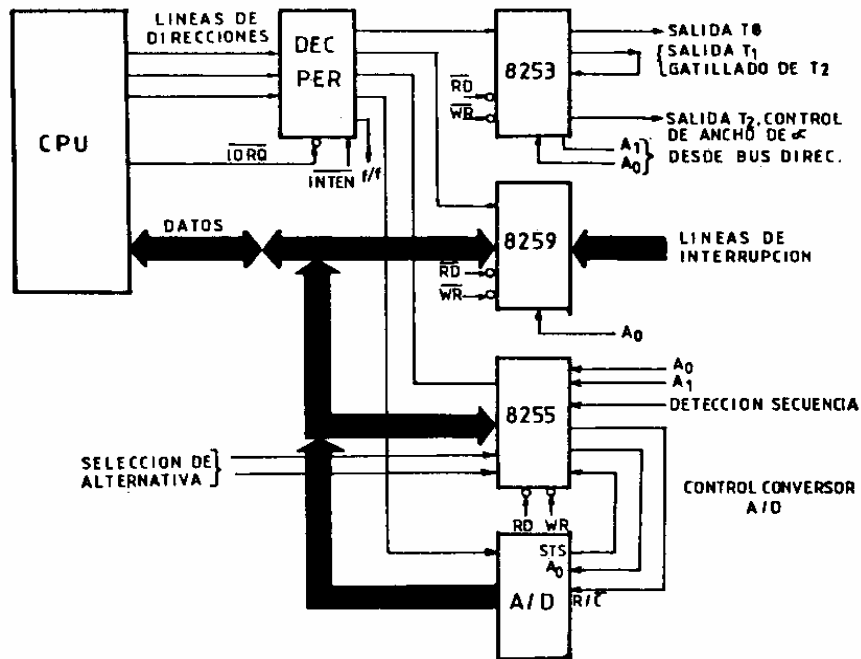 LINEAS DE
DIRECCIONES
CPU
DEC
PER
IORQ
INTEN
f/f
8253
RD
WR
SALIDA TØ
SALIDA T1
GATILLADO DE T2
SALIDA T2, CONTROL
DE ANCHO DE ∝
A1
A0
DESDE BUS DIREC.
DATOS
8259
RD
WR
LINEAS DE
INTERRUPCION
A0
8255
A0
A1
DETECCION SECUENCIA
SELECCION DE
ALTERNATIVA
RD
WR
CONTROL CONVERSOR
A/D
STS
A0
A/D
R/C̅